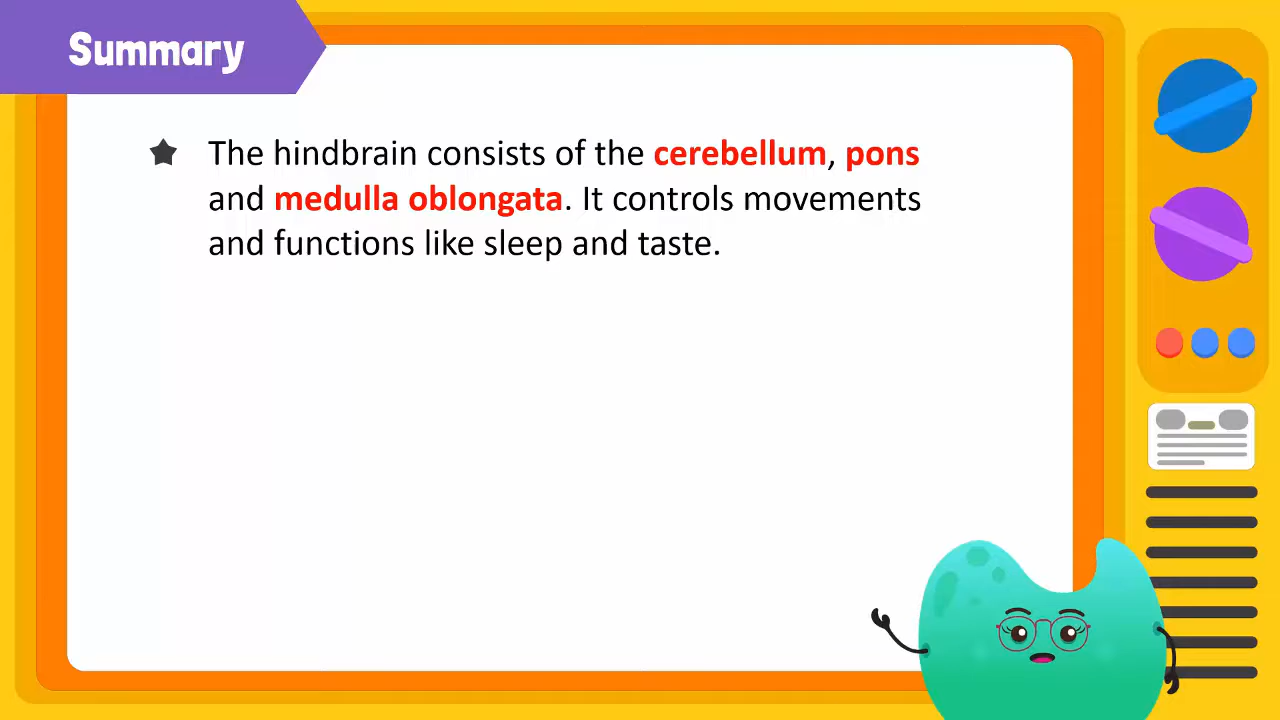 Summary
The hindbrain consists of the cerebellum, pons
and medulla oblongata. It controls movements
and functions like sleep and taste.